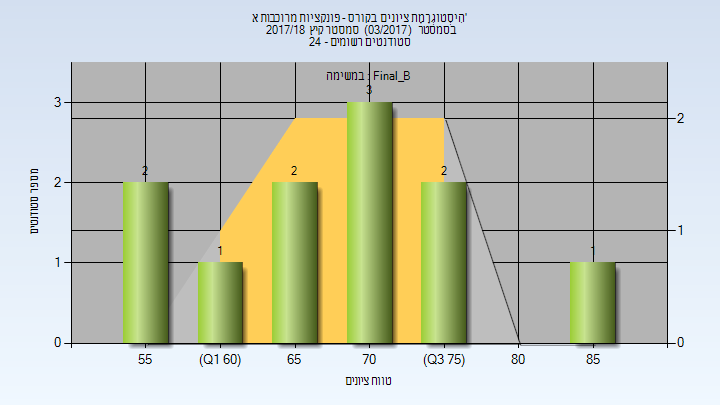 הִיסְטוֹגְרָמַת ציונים בקורס - פונקציות מרוכבות א'
בסמסטר (03/2017) סמסטר קיץ 2017/18
סטודנטים רשומים - 24
במשימה : Final_B
מספר סטודנטים
3
2
1
0
2
1
0
2
1
2
3
2
1
55
(Q1 60)
65
70
(Q3 75)
80
85
טווח ציונים